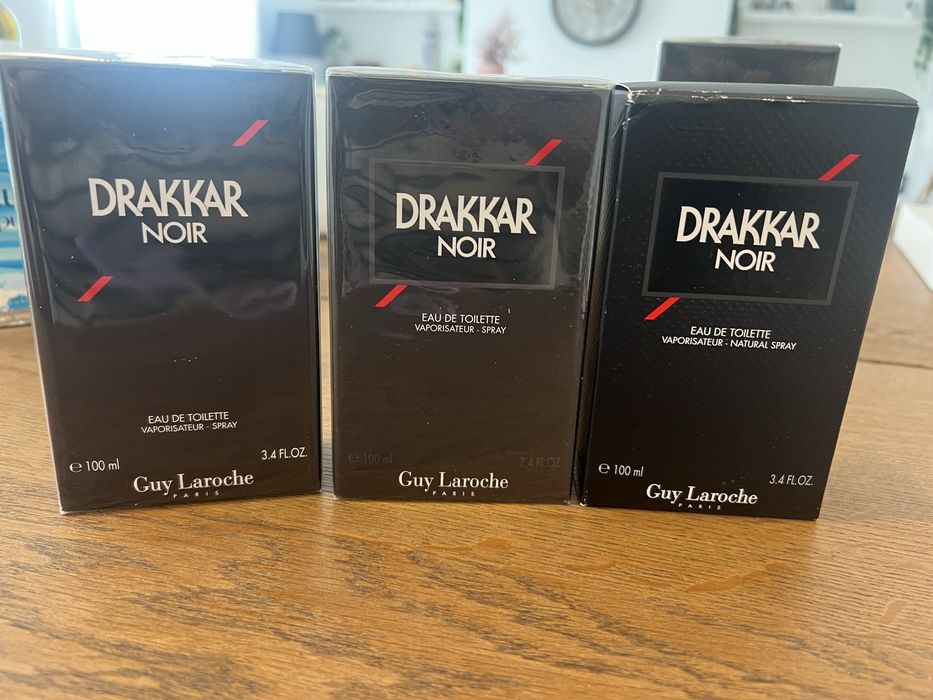 DRAKKAR
NOIR
EAU DE TOILETTE
VAPORISATEUR - SPRAY
e 100 ml
3.4 FL.OZ.
Guy Laroche
PARIS
DRAKKAR
NOIR
EAU DE TOILETTE
VAPORISATEUR - SPRAY
e 100 ml
3.4 FL.OZ.
Guy Laroche
PARIS
DRAKKAR
NOIR
EAU DE TOILETTE
VAPORISATEUR - NATURAL SPRAY
e 100 ml
3.4 FL.OZ.
Guy Laroche
PARIS